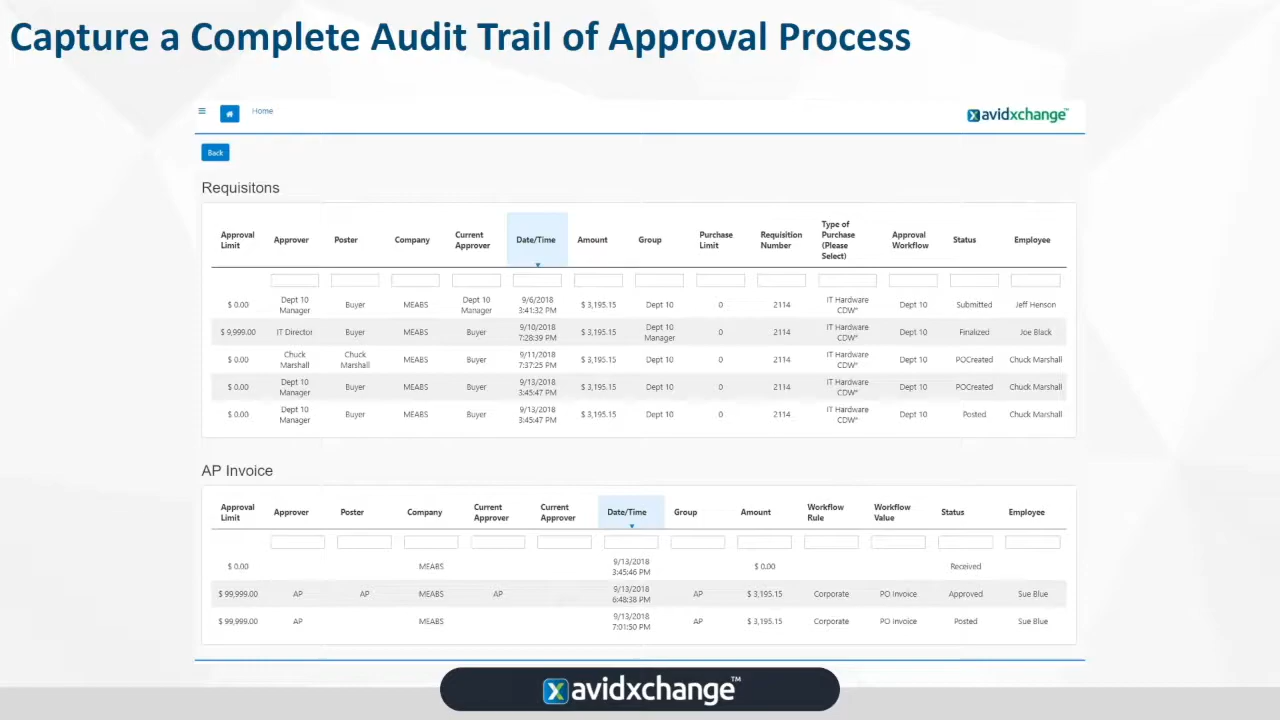 Capture a Complete Audit Trail of Approval Process
Home
avidxchange™
Back
Requisitons
Approval Limit Approver Poster Company Current Approver Date/Time Amount Group Purchase Limit Requisition Number Type of Purchase (Please Select) Approval Workflow Status Employee
$ 0.00 Dept 10 Manager Buyer MEABS Dept 10 Manager 9/6/2018 3:41:32 PM $ 3,195.15 Dept 10 0 2114 IT Hardware CDW* Dept 10 Submitted Jeff Henson
$ 9,999.00 IT Director Buyer MEABS Buyer 9/10/2018 7:28:39 PM $ 3,195.15 Dept 10 Manager 0 2114 IT Hardware CDW* Dept 10 Finalized Joe Black
$ 0.00 Chuck Marshall Chuck Marshall MEABS Buyer 9/11/2018 7:37:25 PM $ 3,195.15 Dept 10 0 2114 IT Hardware CDW* Dept 10 POCreated Chuck Marshall
$ 0.00 Dept 10 Manager Buyer MEABS Buyer 9/13/2018 3:45:47 PM $ 3,195.15 Dept 10 0 2114 IT Hardware CDW* Dept 10 POCreated Chuck Marshall
$ 0.00 Dept 10 Manager Buyer MEABS Buyer 9/13/2018 3:45:47 PM $ 3,195.15 Dept 10 0 2114 IT Hardware CDW* Dept 10 Posted Chuck Marshall
AP Invoice
Approval Limit Approver Poster Company Current Approver Current Approver Date/Time Group Amount Workflow Rule Workflow Value Status Employee
$ 0.00 MEABS 9/13/2018 3:45:46 PM $ 0.00 Received
$ 99,999.00 AP AP MEABS AP 9/13/2018 6:48:38 PM AP $ 3,195.15 Corporate PO Invoice Approved Sue Blue
$ 99,999.00 AP MEABS 9/13/2018 7:01:50 PM AP $ 3,195.15 Corporate PO Invoice Posted Sue Blue
avidxchange™